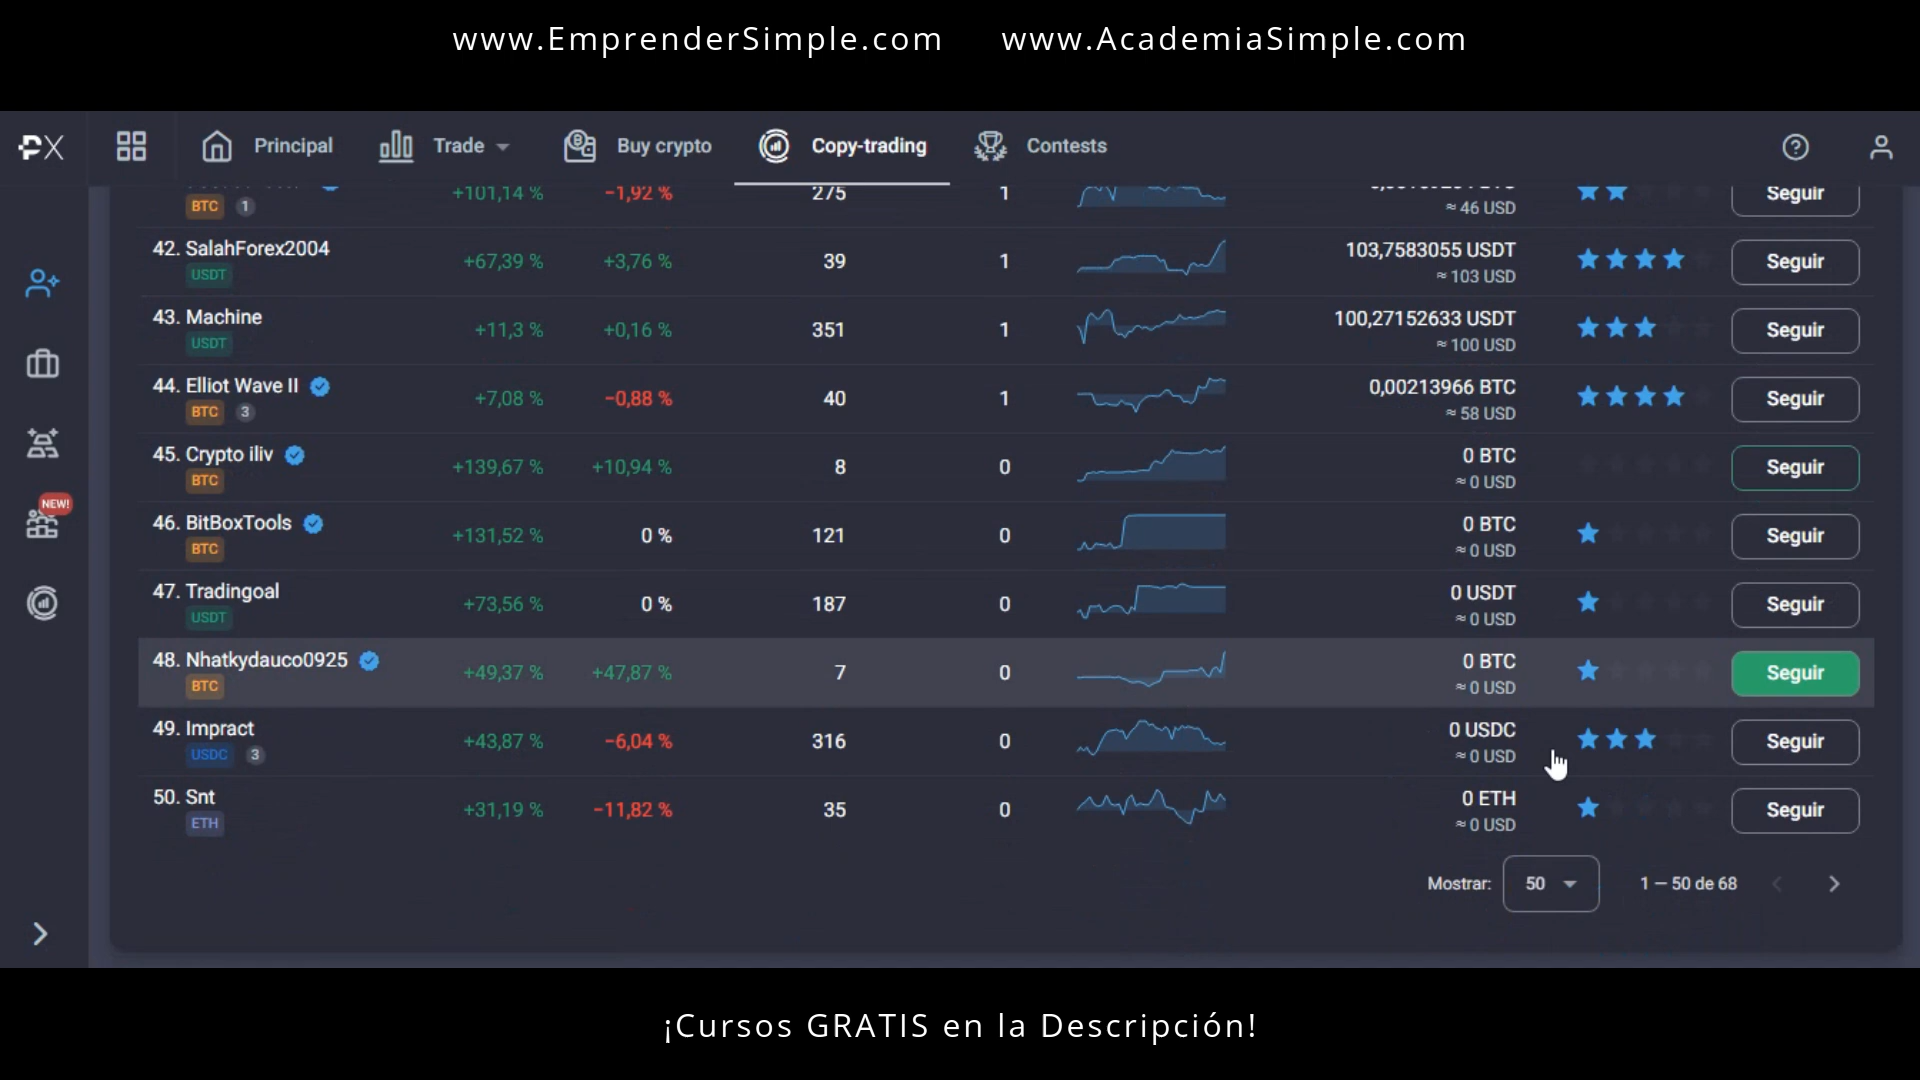 www.EmprenderSimple.com www.AcademiaSimple.com
PX Principal Trade Buy crypto Copy-trading Contests
+101,14 % −1,92 % 275 1 Seguir
BTC 1 ≈ 46 USD
42. SalahForex2004 +67,39 % +3,76 % 39 1 103,7583055 USDT Seguir
USDT ≈ 103 USD
43. Machine +11,3 % +0,16 % 351 1 100,27152633 USDT Seguir
USDT ≈ 100 USD
44. Elliot Wave II +7,08 % −0,88 % 40 1 0,00213966 BTC Seguir
BTC 3 ≈ 58 USD
45. Crypto iliv +139,67 % +10,94 % 8 0 0 BTC Seguir
BTC ≈ 0 USD
46. BitBoxTools +131,52 % 0 % 121 0 0 BTC Seguir
BTC ≈ 0 USD
47. Tradingoal +73,56 % 0 % 187 0 0 USDT Seguir
USDT ≈ 0 USD
48. Nhatkydauco0925 +49,37 % +47,87 % 7 0 0 BTC Seguir
BTC ≈ 0 USD
49. Impract +43,87 % −6,04 % 316 0 0 USDC Seguir
USDC 3 ≈ 0 USD
50. Snt +31,19 % −11,82 % 35 0 0 ETH Seguir
ETH ≈ 0 USD
NEW!
Mostrar: 50 1 — 50 de 68
¡Cursos GRATIS en la Descripción!